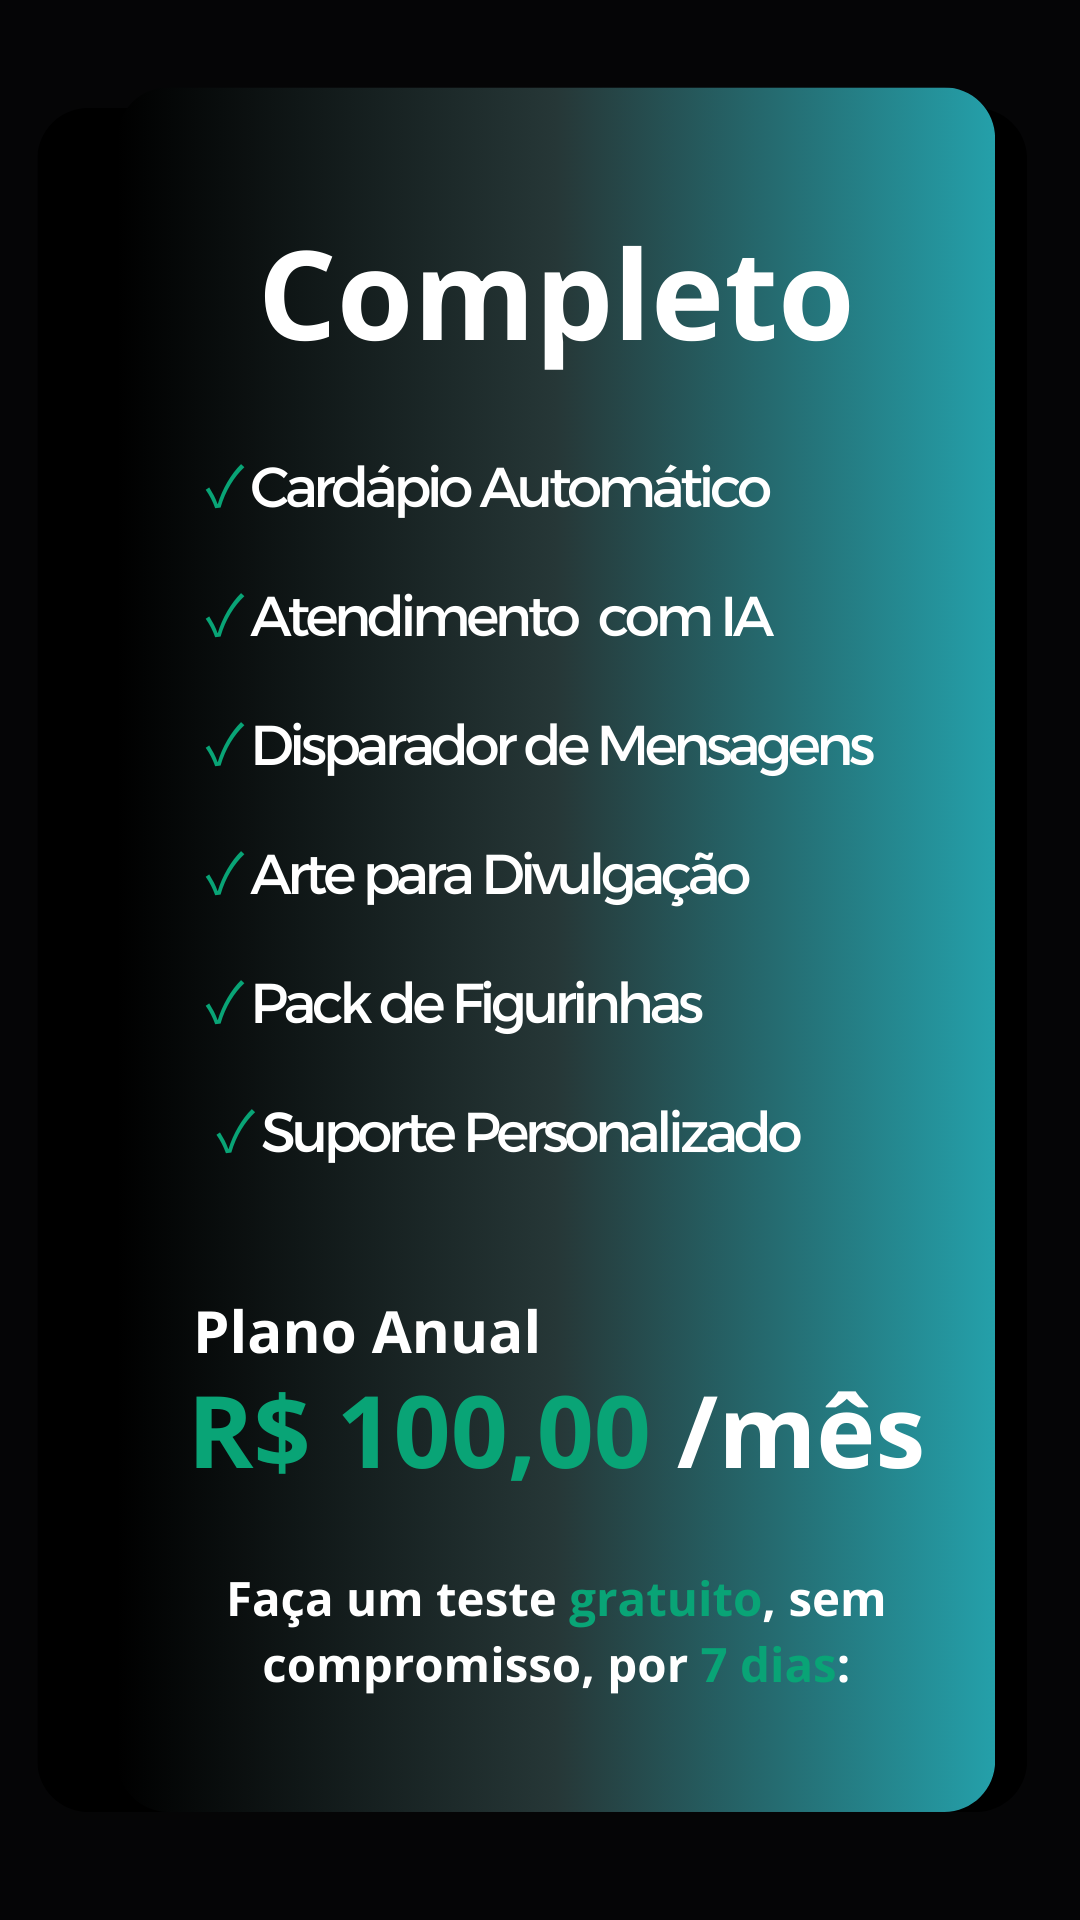 Completo
✓ Cardápio Automático
✓ Atendimento com IA
✓ Disparador de Mensagens
✓ Arte para Divulgação
✓ Pack de Figurinhas
✓ Suporte Personalizado
Plano Anual
R$ 100,00 /mês
Faça um teste gratuito, sem
compromisso, por 7 dias: